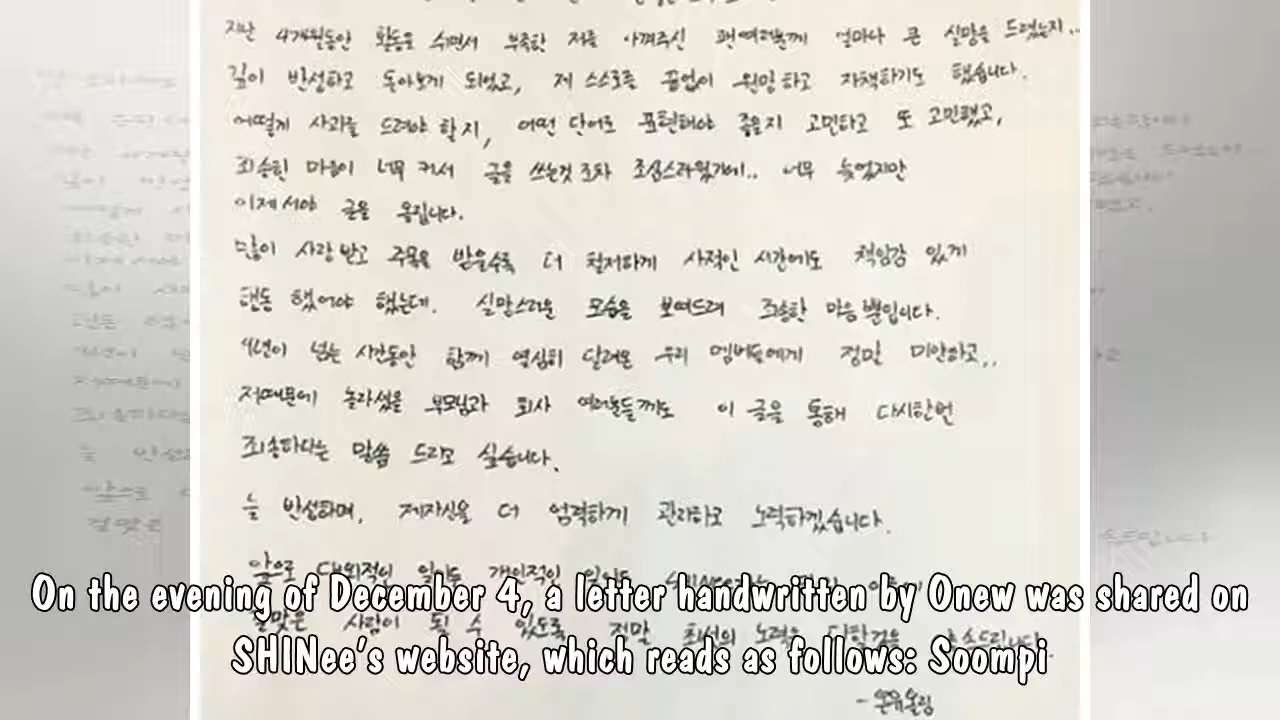 지난 4개월동안 활동을 쉬면서 부족한 저를 아껴주신 팬여러분께 얼마나 큰 실망을 드렸는지..
깊이 반성하고 돌아보게 되었고, 제 스스로를 끝없이 원망하고 자책하기도 했습니다.
어떻게 사과를 드려야 할지, 어떤 단어로 표현해야 좋을지 고민하고 또 고민했고,
죄송한 마음이 너무 커서 글을 쓰는것 조차 조심스러웠기에.. 너무 늦었지만
이제서야 글을 옮깁니다.
많이 사랑받고 주목을 받을수록 더 철저하게 사적인 시간에도 책임감 있게
행동 했어야 했는데. 실망스러운 모습을 보여드려 죄송한 마음뿐입니다.
9년이 넘는 시간동안 함께 열심히 달려온 우리 멤버들에게 정말 미안하고,.
저때문에 놀라셨을 부모님과 회사 여러분들께도 이 글을 통해 다시한번
죄송하다는 말씀 드리고 싶습니다.
늘 반성하며, 제자신을 더 엄격하게 관리하고 노력하겠습니다.
앞으로 대외적인 일이든 개인적인
On the evening of December 4, a letter handwritten by Onew was shared on
걸맞은 사람이 될 수 있도록 정말 최선의 노력을
SHINee's website, which reads as follows: Soompi
-온유올림